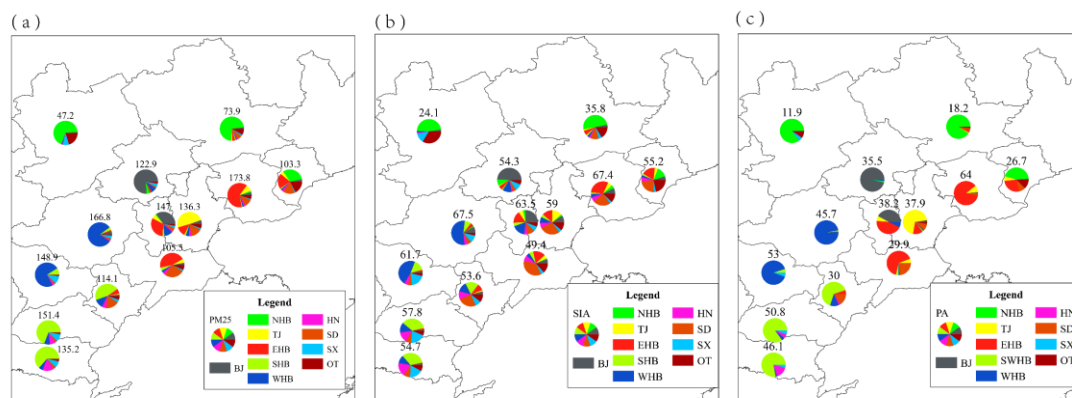 ( a )
47.2
73.9
122.9
103.3
173.8
147
136.3
166.8
105.5
148.9
114.1
151.4
135.2
Legend
PM25
NHB
HN
TJ
SD
EHB
SX
SHB
OT
BJ
WHB
( b )
24.1
35.8
54.3
55.2
67.4
63.5
59
67.5
49.4
61.7
53.6
57.8
54.7
Legend
SIA
NHB
HN
TJ
SD
EHB
SX
SHB
OT
BJ
WHB
( c )
11.9
18.2
35.5
26.7
64
38.2
37.9
45.7
29.9
53
30
50.8
46.1
Legend
PA
NHB
HN
TJ
SD
EHB
SX
SWHB
OT
BJ
WHB